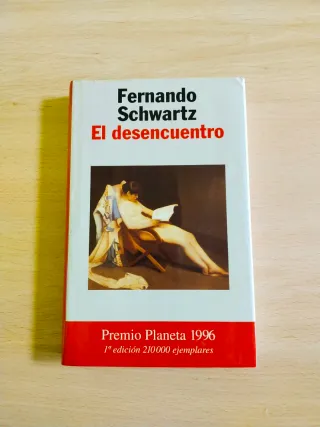 Fernando
Schwartz
El desencuentro
Premio Planeta 1996
1ª edición 210000 ejemplares